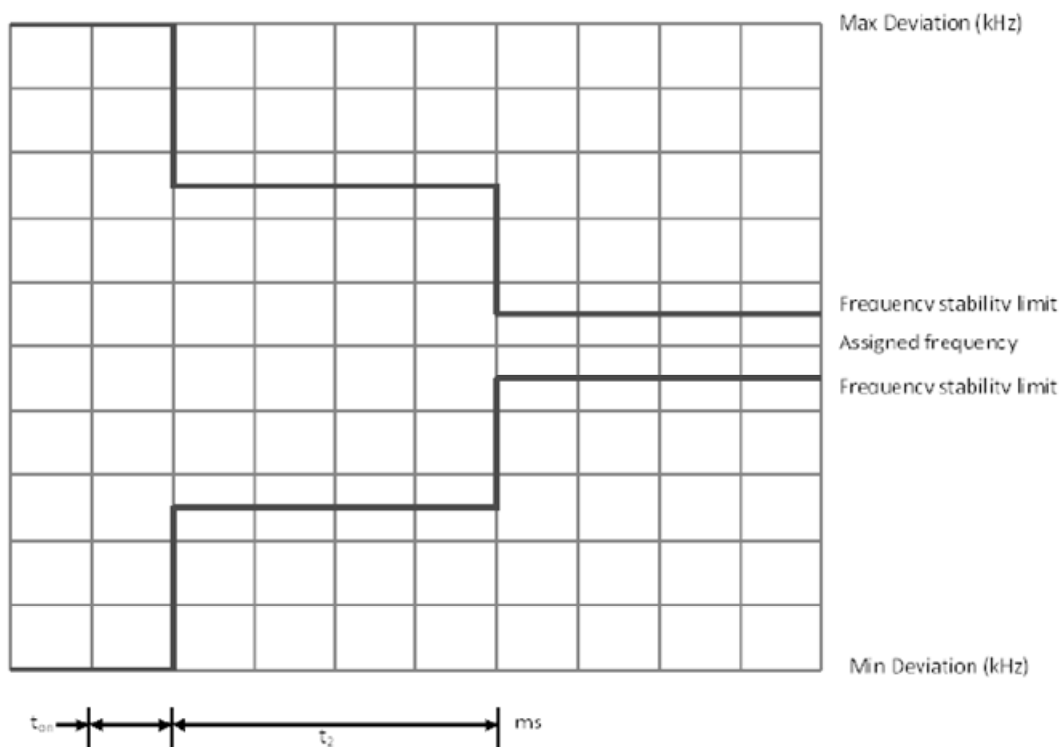 Max Deviation (kHz)
Frequency stability limit
Assigned frequency
Frequency stability limit
Min Deviation (kHz)
tₒₙ
t₂
ms